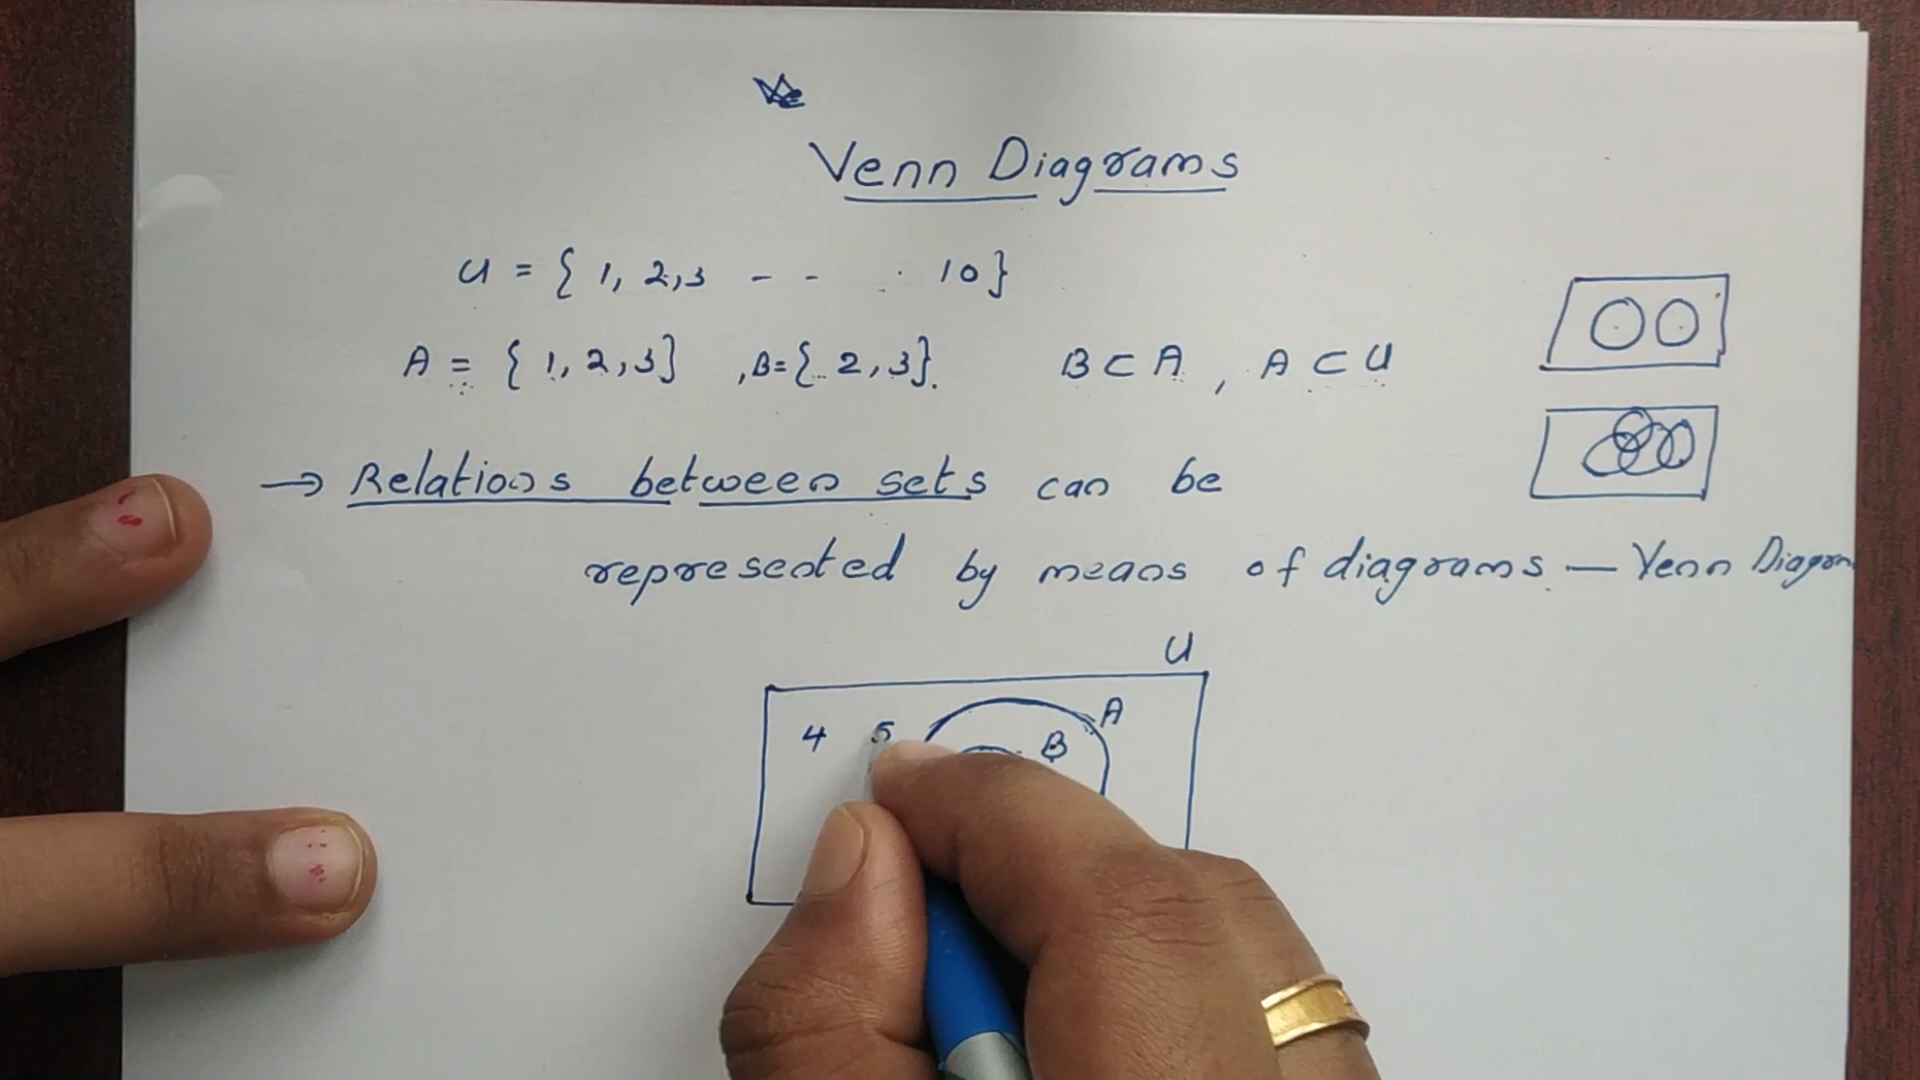 Venn Diagrams
U = { 1, 2, 3 - - . 10 }
A = { 1, 2, 3 } , B = { 2, 3 }. B ⊂ A , A ⊂ U
→ Relations between sets can be
represented by means of diagrams — Venn Diagram
U
A
4 5 B